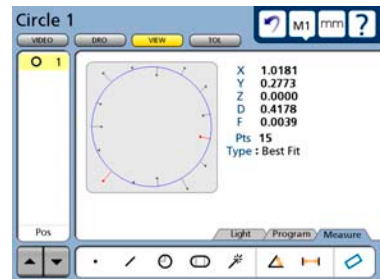 Circle 1
M1 mm ?
VIDEO DRO VIEW TOL
1
X 1.0181
Y 0.2773
Z 0.0000
D 0.4178
F 0.0039
Pts 15
Type : Best Fit
Pos
Light Program Measure